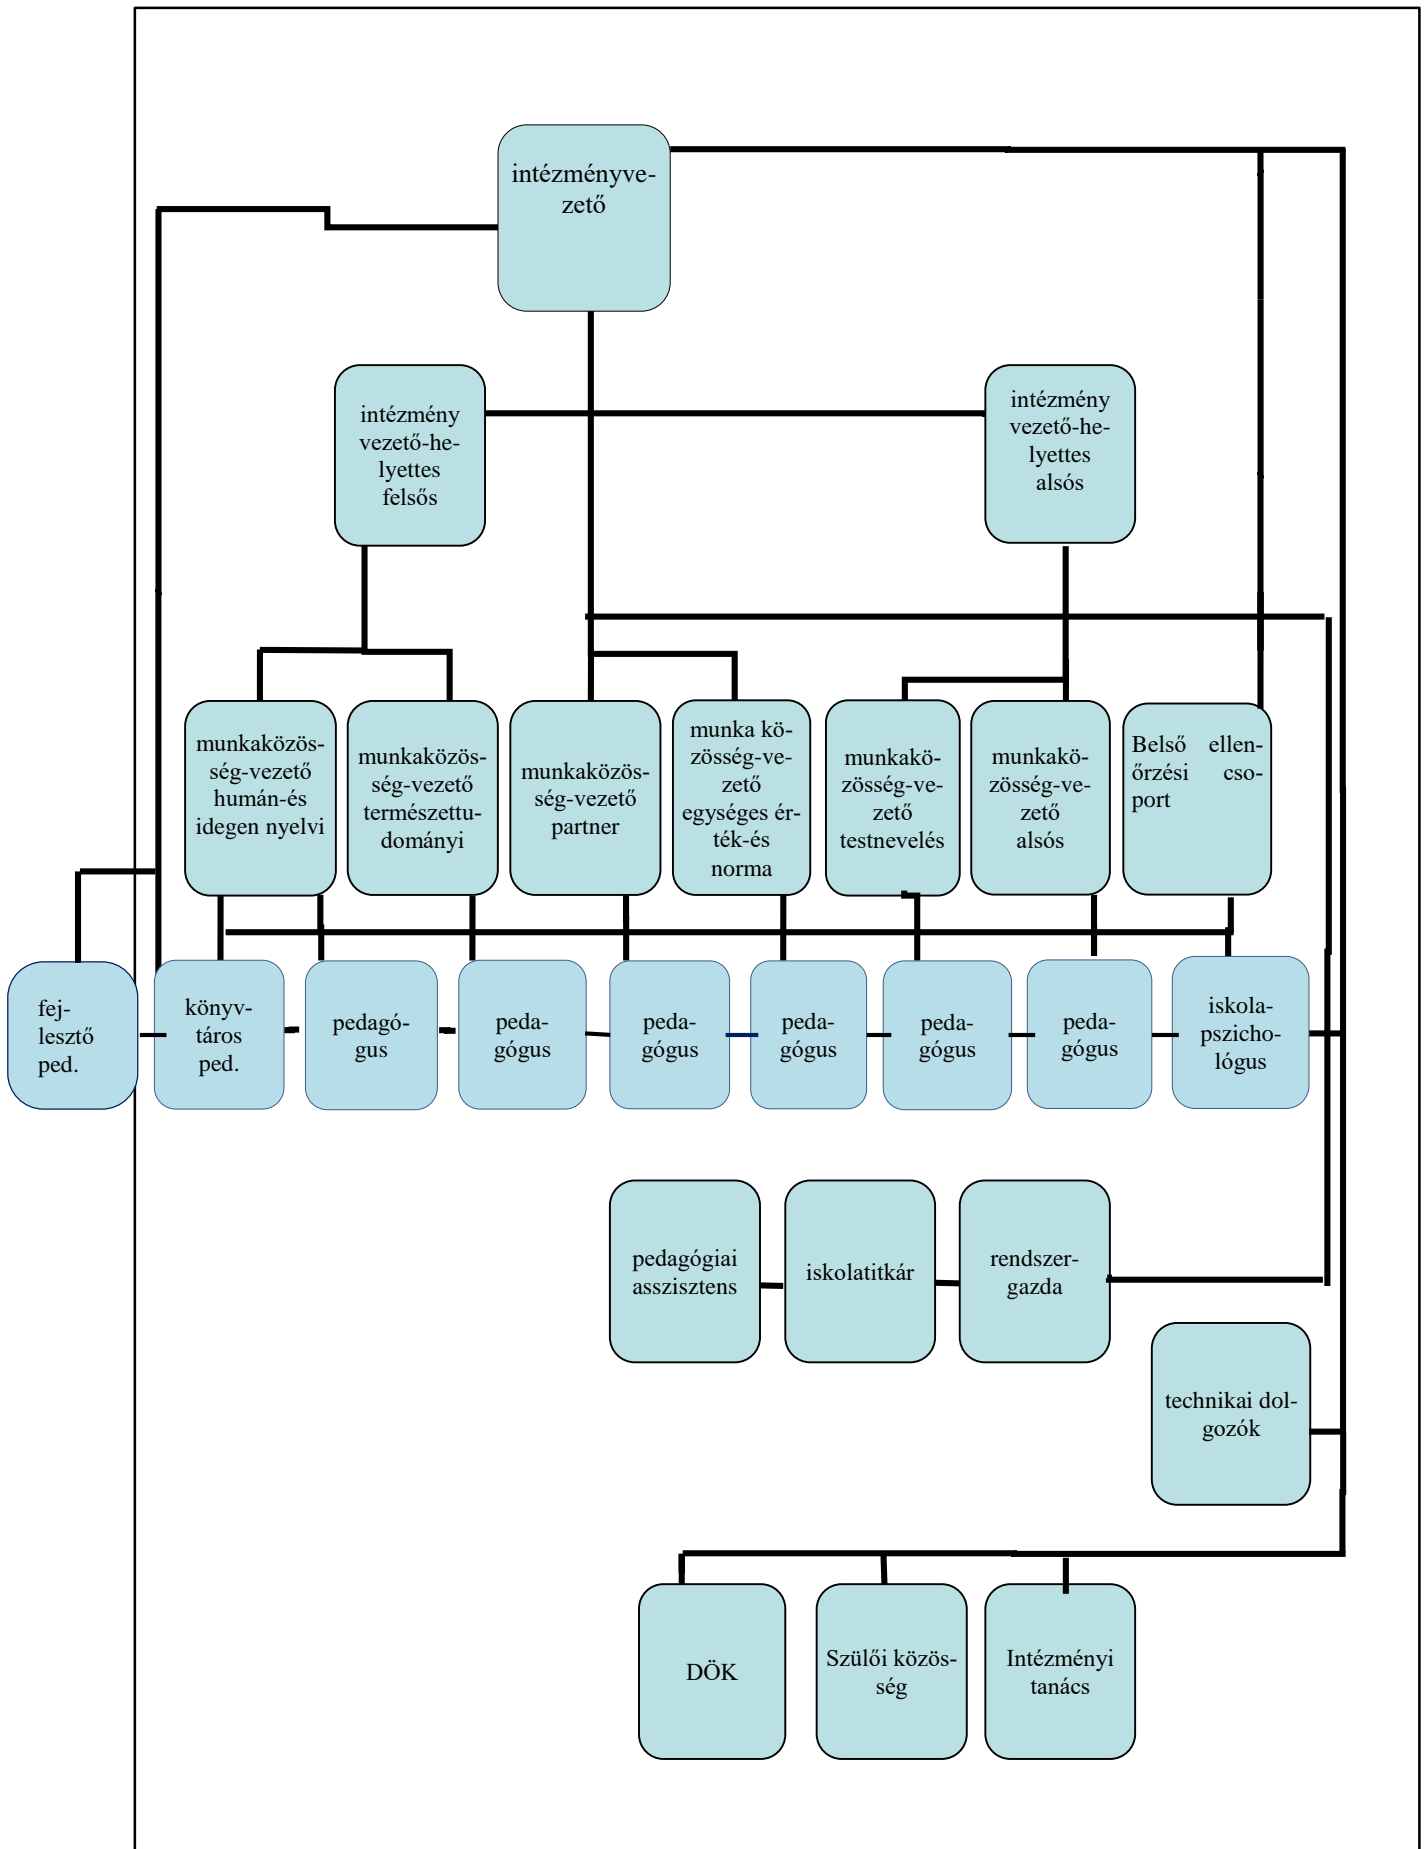 intézményve-
zető
intézmény
vezető-he-
lyettes
felsős
intézmény
vezető-he-
lyettes
alsós
munkaközös-
ség-vezető
humán-és
idegen nyelvi
munkaközös-
ség-vezető
természettu-
dományi
munkaközös-
ség-vezető
partner
munka kö-
zösség-ve-
zető
egységes ér-
ték-és
norma
munkakö-
zösség-ve-
zető
testnevelés
munkakö-
zösség-ve-
zető
alsós
Belső ellen-
őrzési cso-
port
fej-
lesztő
ped.
könyv-
táros
ped.
pedagó-
gus
peda-
gógus
peda-
gógus
peda-
gógus
peda-
gógus
peda-
gógus
iskola-
pszicho-
lógus
pedagógiai
asszisztens
iskolatitkár
rendszer-
gazda
technikai dol-
gozók
DÖK
Szülői közös-
ség
Intézményi
tanács